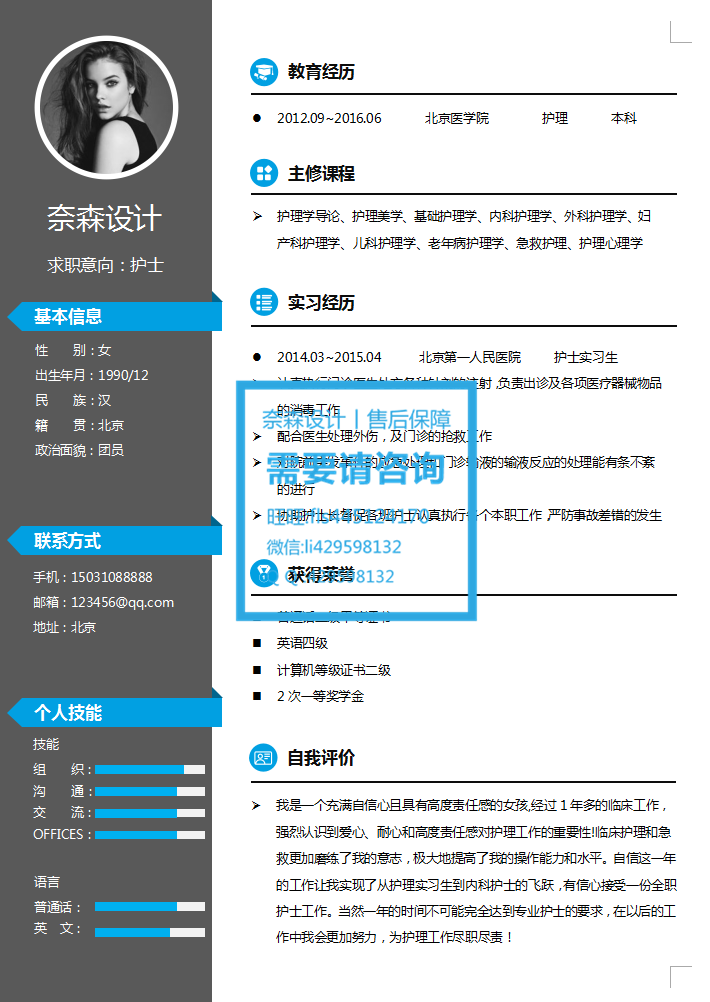 奈森设计
求职意向：护士
基本信息
性 别：女
出生年月：1990/12
民 族：汉
籍 贯：北京
政治面貌：团员
联系方式
手机：15031088888
邮箱：123456@qq.com
地址：北京
个人技能
技能
组 织：
沟 通：
交 流：
OFFICES：
语言
普通话：
英 文：
教育经历
2012.09~2016.06 北京医学院 护理 本科
主修课程
护理学导论、护理美学、基础护理学、内科护理学、外科护理学、妇
产科护理学、儿科护理学、老年病护理学、急救护理、护理心理学
实习经历
2014.03~2015.04 北京第一人民医院 护士实习生
注射 ,负责出诊及各项医疗器械物品
的消毒工作
配合医生处理外伤，及门诊的抢救工作
门诊输液的输液反应的处理能有条不紊
的进行
协助护士长督促各班护士认真执行各个本职工作 ,严防事故差错的发生
获得荣誉
英语四级
计算机等级证书二级
2 次一等奖学金
自我评价
我是一个充满自信心且具有高度责任感的女孩,经过 1 年多的临床工作，
强烈认识到爱心、耐心和高度责任感对护理工作的重要性!临床护理和急
救更加磨练了我的意志，极大地提高了我的操作能力和水平。自信这一年
的工作让我实现了从护理实习生到内科护士的飞跃，有信心接受一份全职
护士工作。当然一年的时间不可能完全达到专业护士的要求，在以后的工
作中我会更加努力，为护理工作尽职尽责！
奈森设计丨售后保障
需要请咨询
微信:li429598132